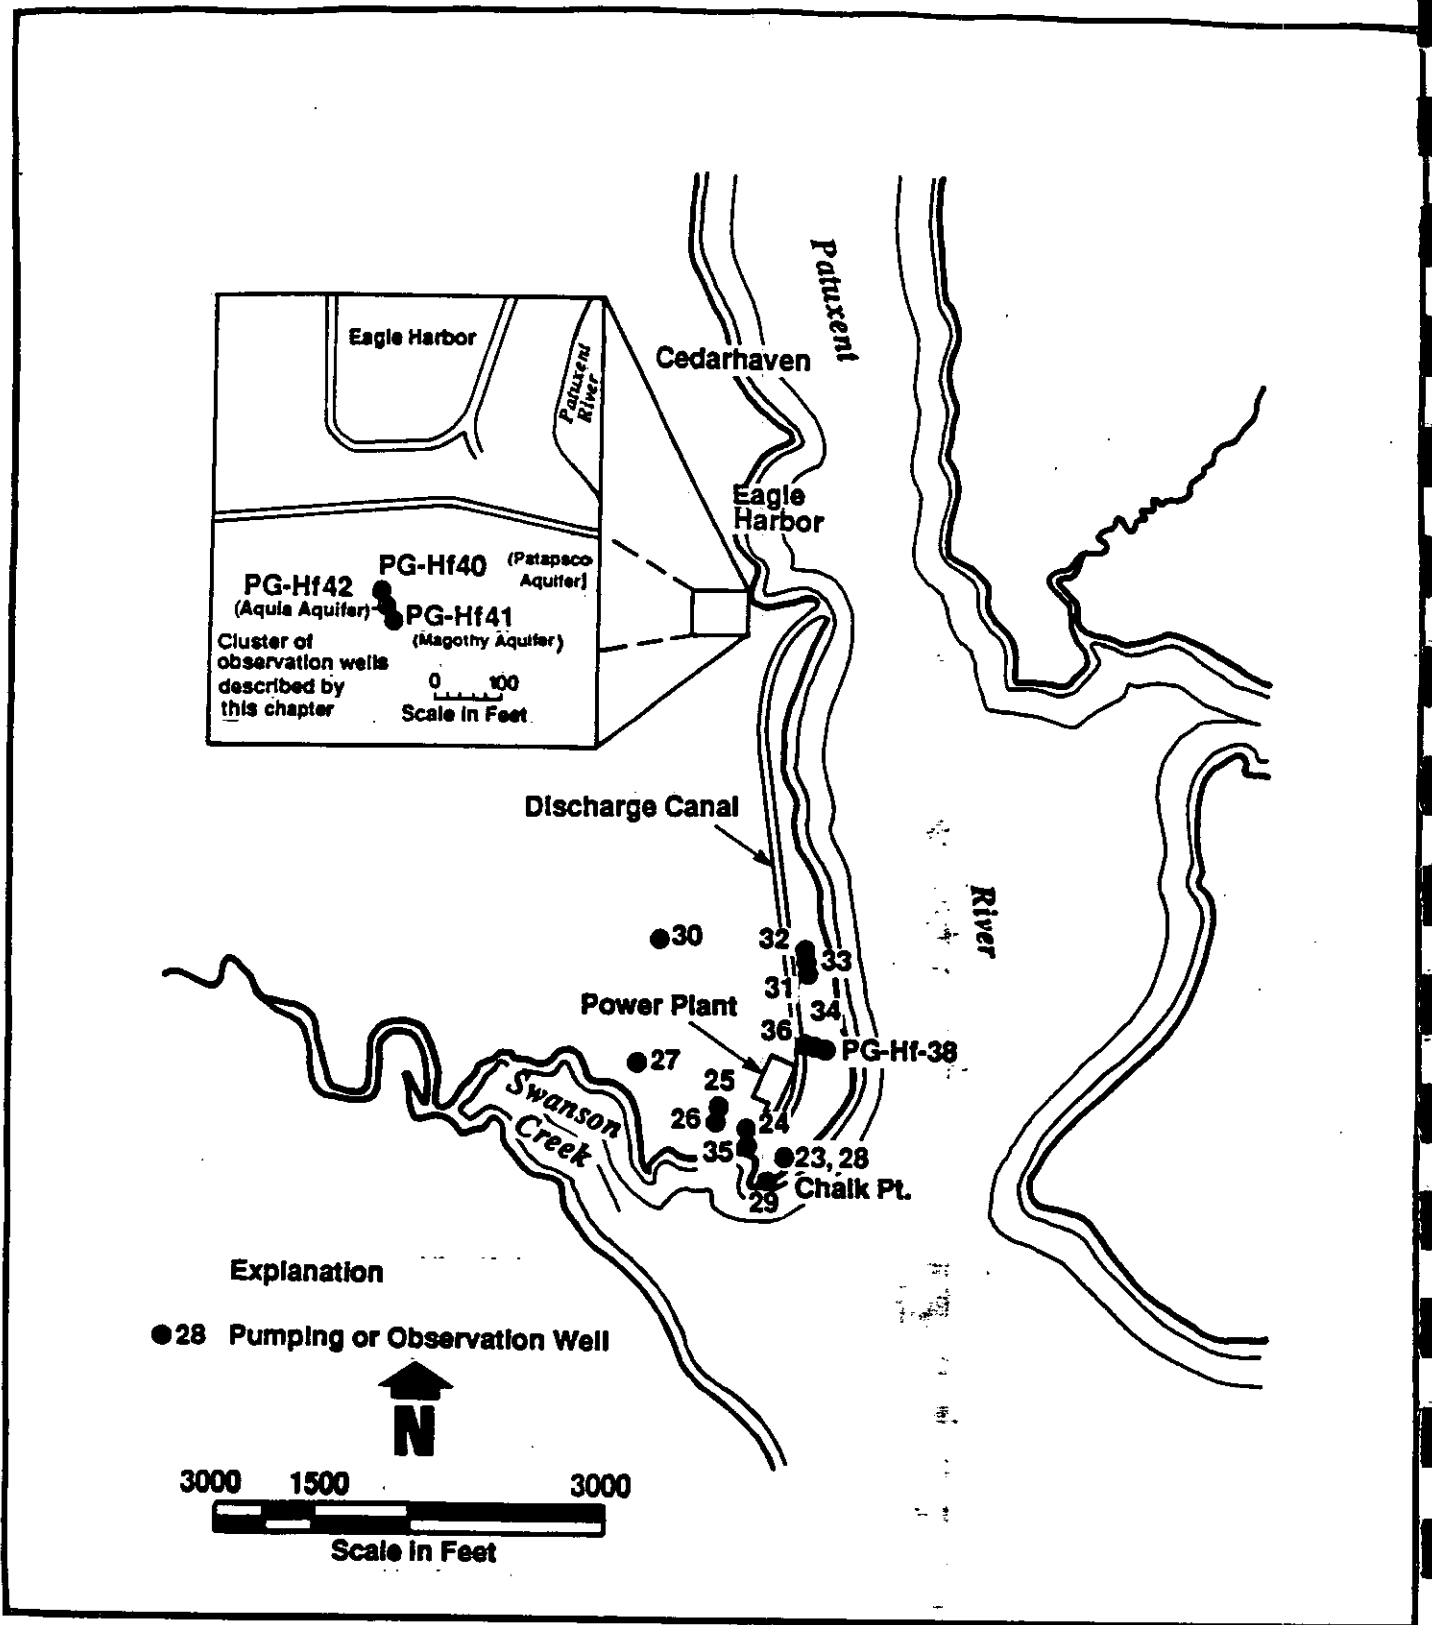 Patuxent
Eagle Harbor
Patuxent
River
Cedarhaven
Eagle
Harbor
PG-Hf40
(Patapsco
Aquifer)
PG-Hf42
(Aquia Aquifer)
PG-Hf41
(Magothy Aquifer)
Cluster of
observation wells
described by
this chapter
0 100
Scale in Feet
Discharge Canal
River
30
32
33
31
34
Power Plant
36
PG-Hf-38
27
25
26
24
35
23, 28
Chalk Pt.
29
Swanson
Creek
Explanation
28 Pumping or Observation Well
N
3000 1500 3000
Scale in Feet